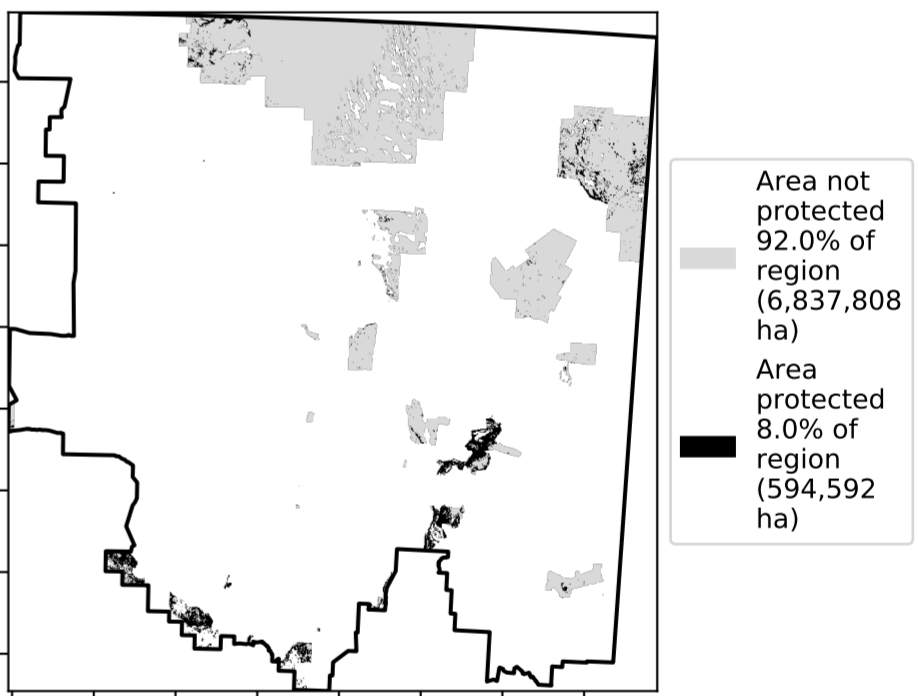 Area not
protected
92.0% of
region
(6,837,808
ha)
Area
protected
8.0% of
region
(594,592
ha)